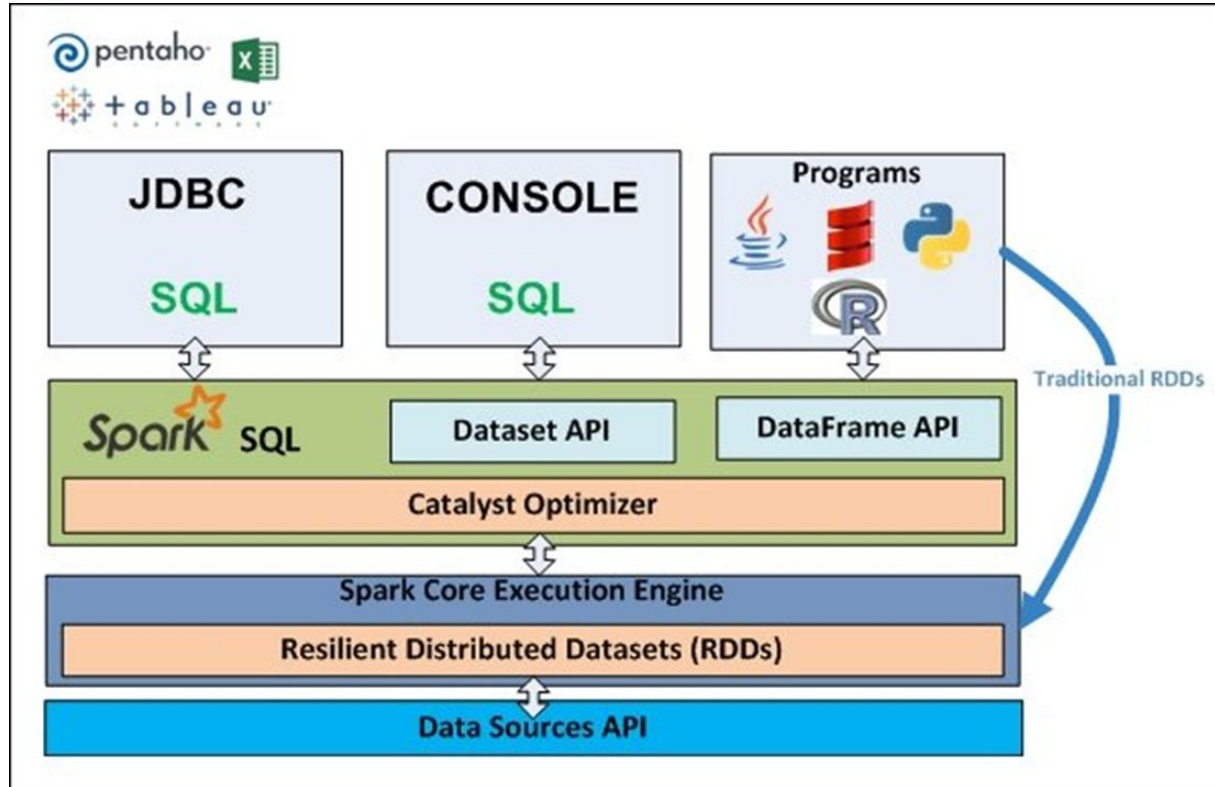 pentaho
X
tableau
SOFTWARE
JDBC
SQL
CONSOLE
SQL
Programs
R
Traditional RDDs
Spark SQL
Dataset API
DataFrame API
Catalyst Optimizer
Spark Core Execution Engine
Resilient Distributed Datasets (RDDs)
Data Sources API